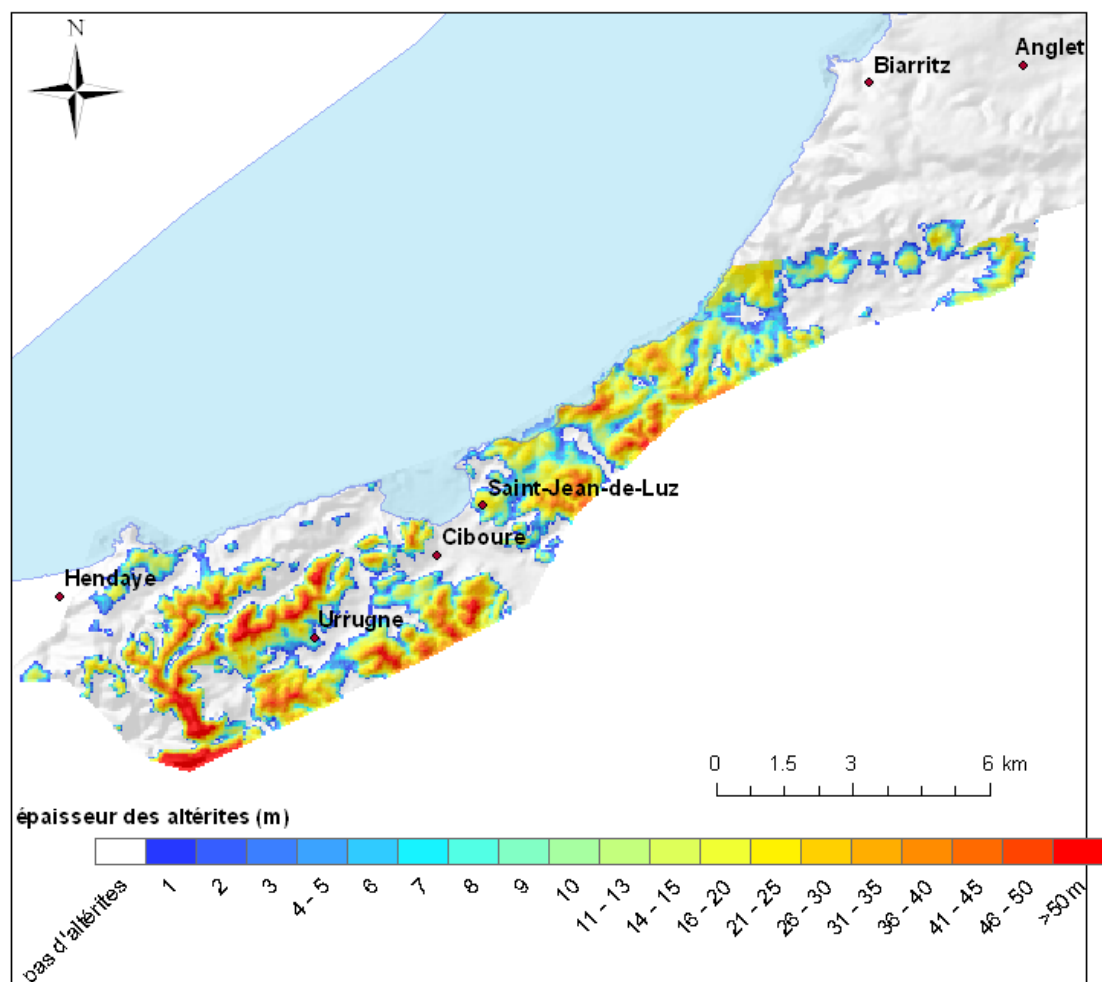 N
Anglet
Biarritz
Saint-Jean-de-Luz
Ciboure
Hendaye
Urrugne
0 1.5 3 6 km
épaisseur des altérites (m)
pas d'altérites 1 2 3 4 - 5 6 7 8 9 10 11 - 13 14 - 15 16 - 20 21 - 25 26 - 30 31 - 35 36 - 40 41 - 45 46 - 50 >50 m